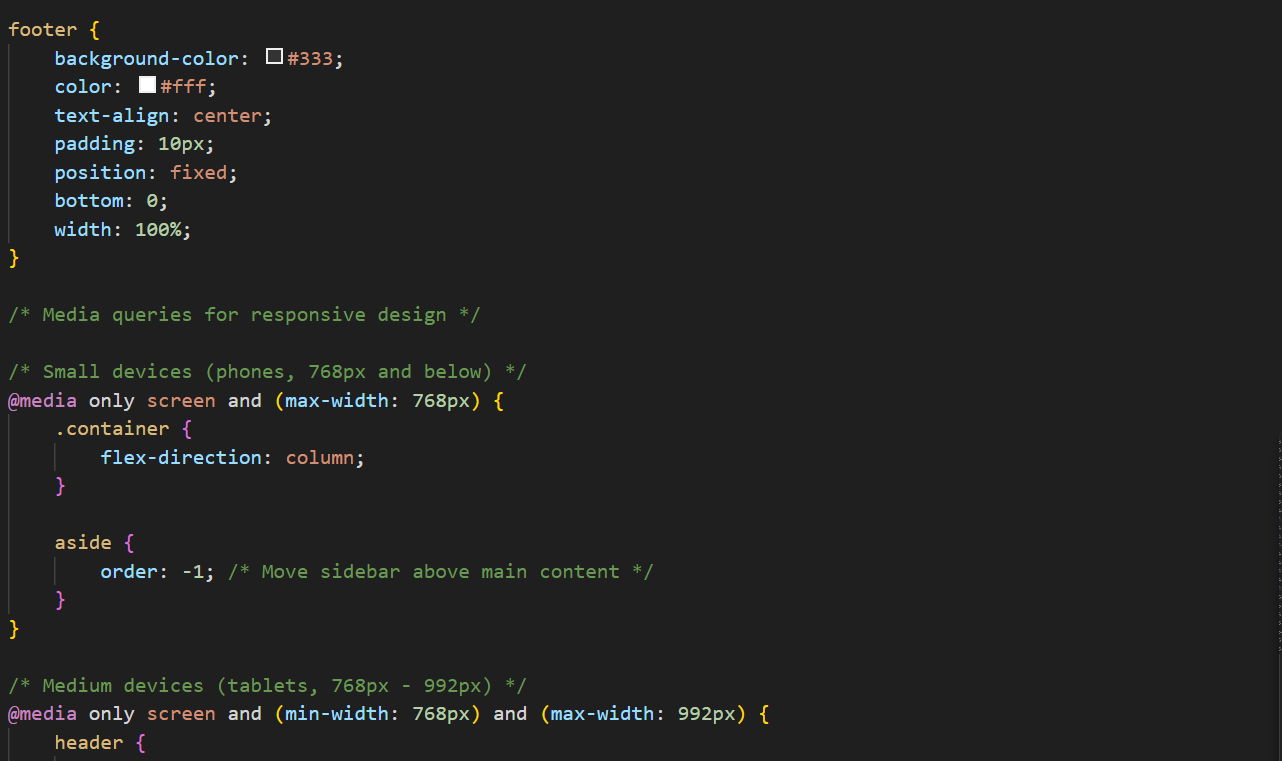 footer {
    background-color: #333;
    color: #fff;
    text-align: center;
    padding: 10px;
    position: fixed;
    bottom: 0;
    width: 100%;
}

/* Media queries for responsive design */

/* Small devices (phones, 768px and below) */
@media only screen and (max-width: 768px) {
    .container {
        flex-direction: column;
    }

    aside {
        order: -1; /* Move sidebar above main content */
    }
}

/* Medium devices (tablets, 768px - 992px) */
@media only screen and (min-width: 768px) and (max-width: 992px) {
    header {